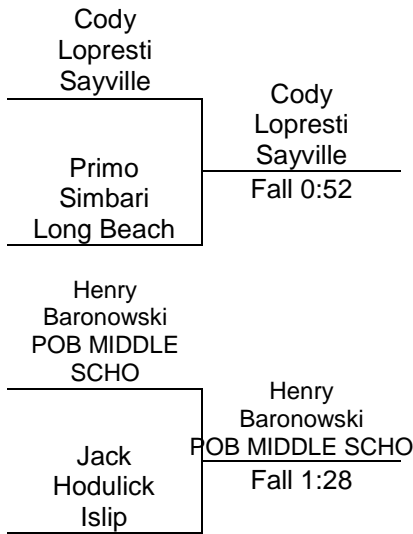 Cody
Lopresti
Sayville
Primo
Simbari
Long Beach
Cody
Lopresti
Sayville
Fall 0:52
Henry
Baronowski
POB MIDDLE
SCHO
Jack
Hodulick
Islip
Henry
Baronowski
POB MIDDLE SCHO
Fall 1:28